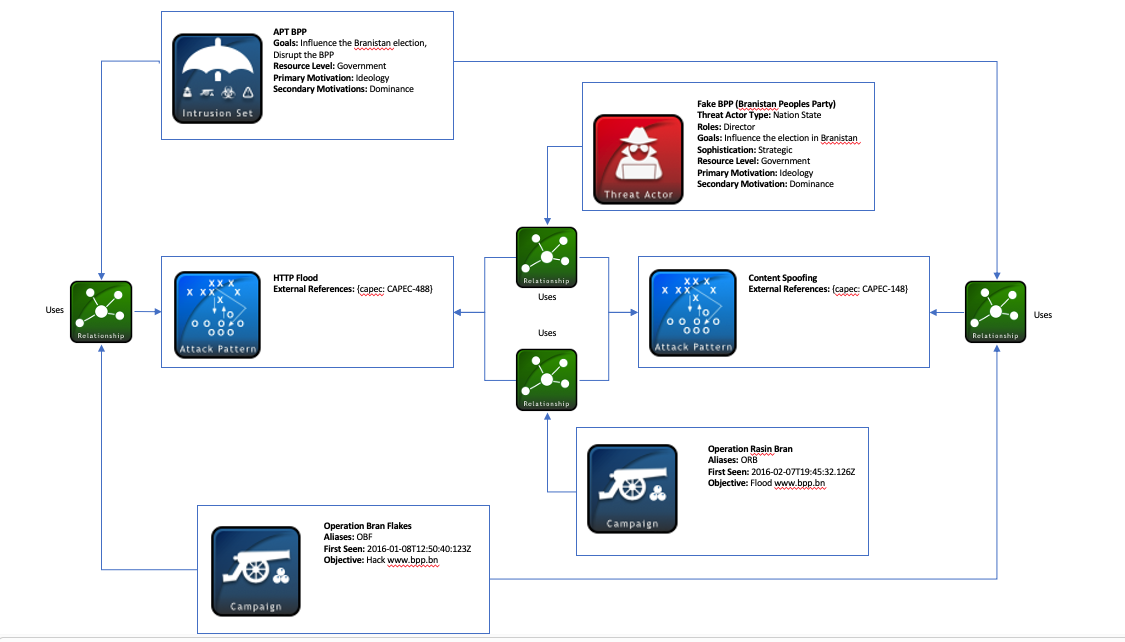 APT BPP
Goals: Influence the Branistan election,
Disrupt the BPP
Resource Level: Government
Primary Motivation: Ideology
Secondary Motivations: Dominance
Intrusion Set
Fake BPP (Branistan Peoples Party)
Threat Actor Type: Nation State
Roles: Director
Goals: Influence the election in Branistan
Sophistication: Strategic
Resource Level: Government
Primary Motivation: Ideology
Secondary Motivation: Dominance
Threat Actor
Relationship
Uses
Uses
Relationship
HTTP Flood
External References: {capec: CAPEC-488}
XXX
X X X
X
O O O
O O O
Attack Pattern
Uses
Relationship
Content Spoofing
External References: {capec: CAPEC-148}
XXX
X X X
X
O O O
O O O
Attack Pattern
Relationship
Uses
Operation Rasin Bran
Aliases: ORB
First Seen: 2016-02-07T19:45:32.126Z
Objective: Flood www.bpp.bn
Campaign
Operation Bran Flakes
Aliases: OBF
First Seen: 2016-01-08T12:50:40:123Z
Objective: Hack www.bpp.bn
Campaign